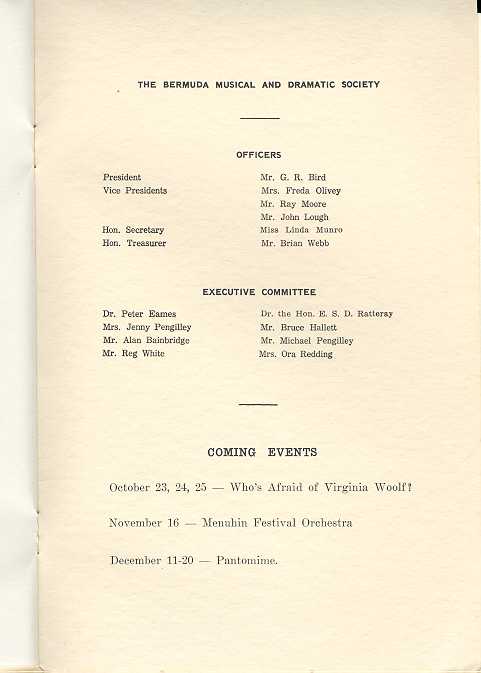 THE BERMUDA MUSICAL AND DRAMATIC SOCIETY
OFFICERS
President Mr. G. R. Bird
Vice Presidents Mrs. Freda Olivey
Mr. Ray Moore
Mr. John Lough
Hon. Secretary Miss Linda Munro
Hon. Treasurer Mr. Brian Webb
EXECUTIVE COMMITTEE
Dr. Peter Eames Dr. the Hon. E. S. D. Ratteray
Mrs. Jenny Pengilley Mr. Bruce Hallett
Mr. Alan Bainbridge Mr. Michael Pengilley
Mr. Reg White Mrs. Ora Redding
COMING EVENTS
October 23, 24, 25 — Who's Afraid of Virginia Woolf?
November 16 — Menuhin Festival Orchestra
December 11-20 — Pantomime.